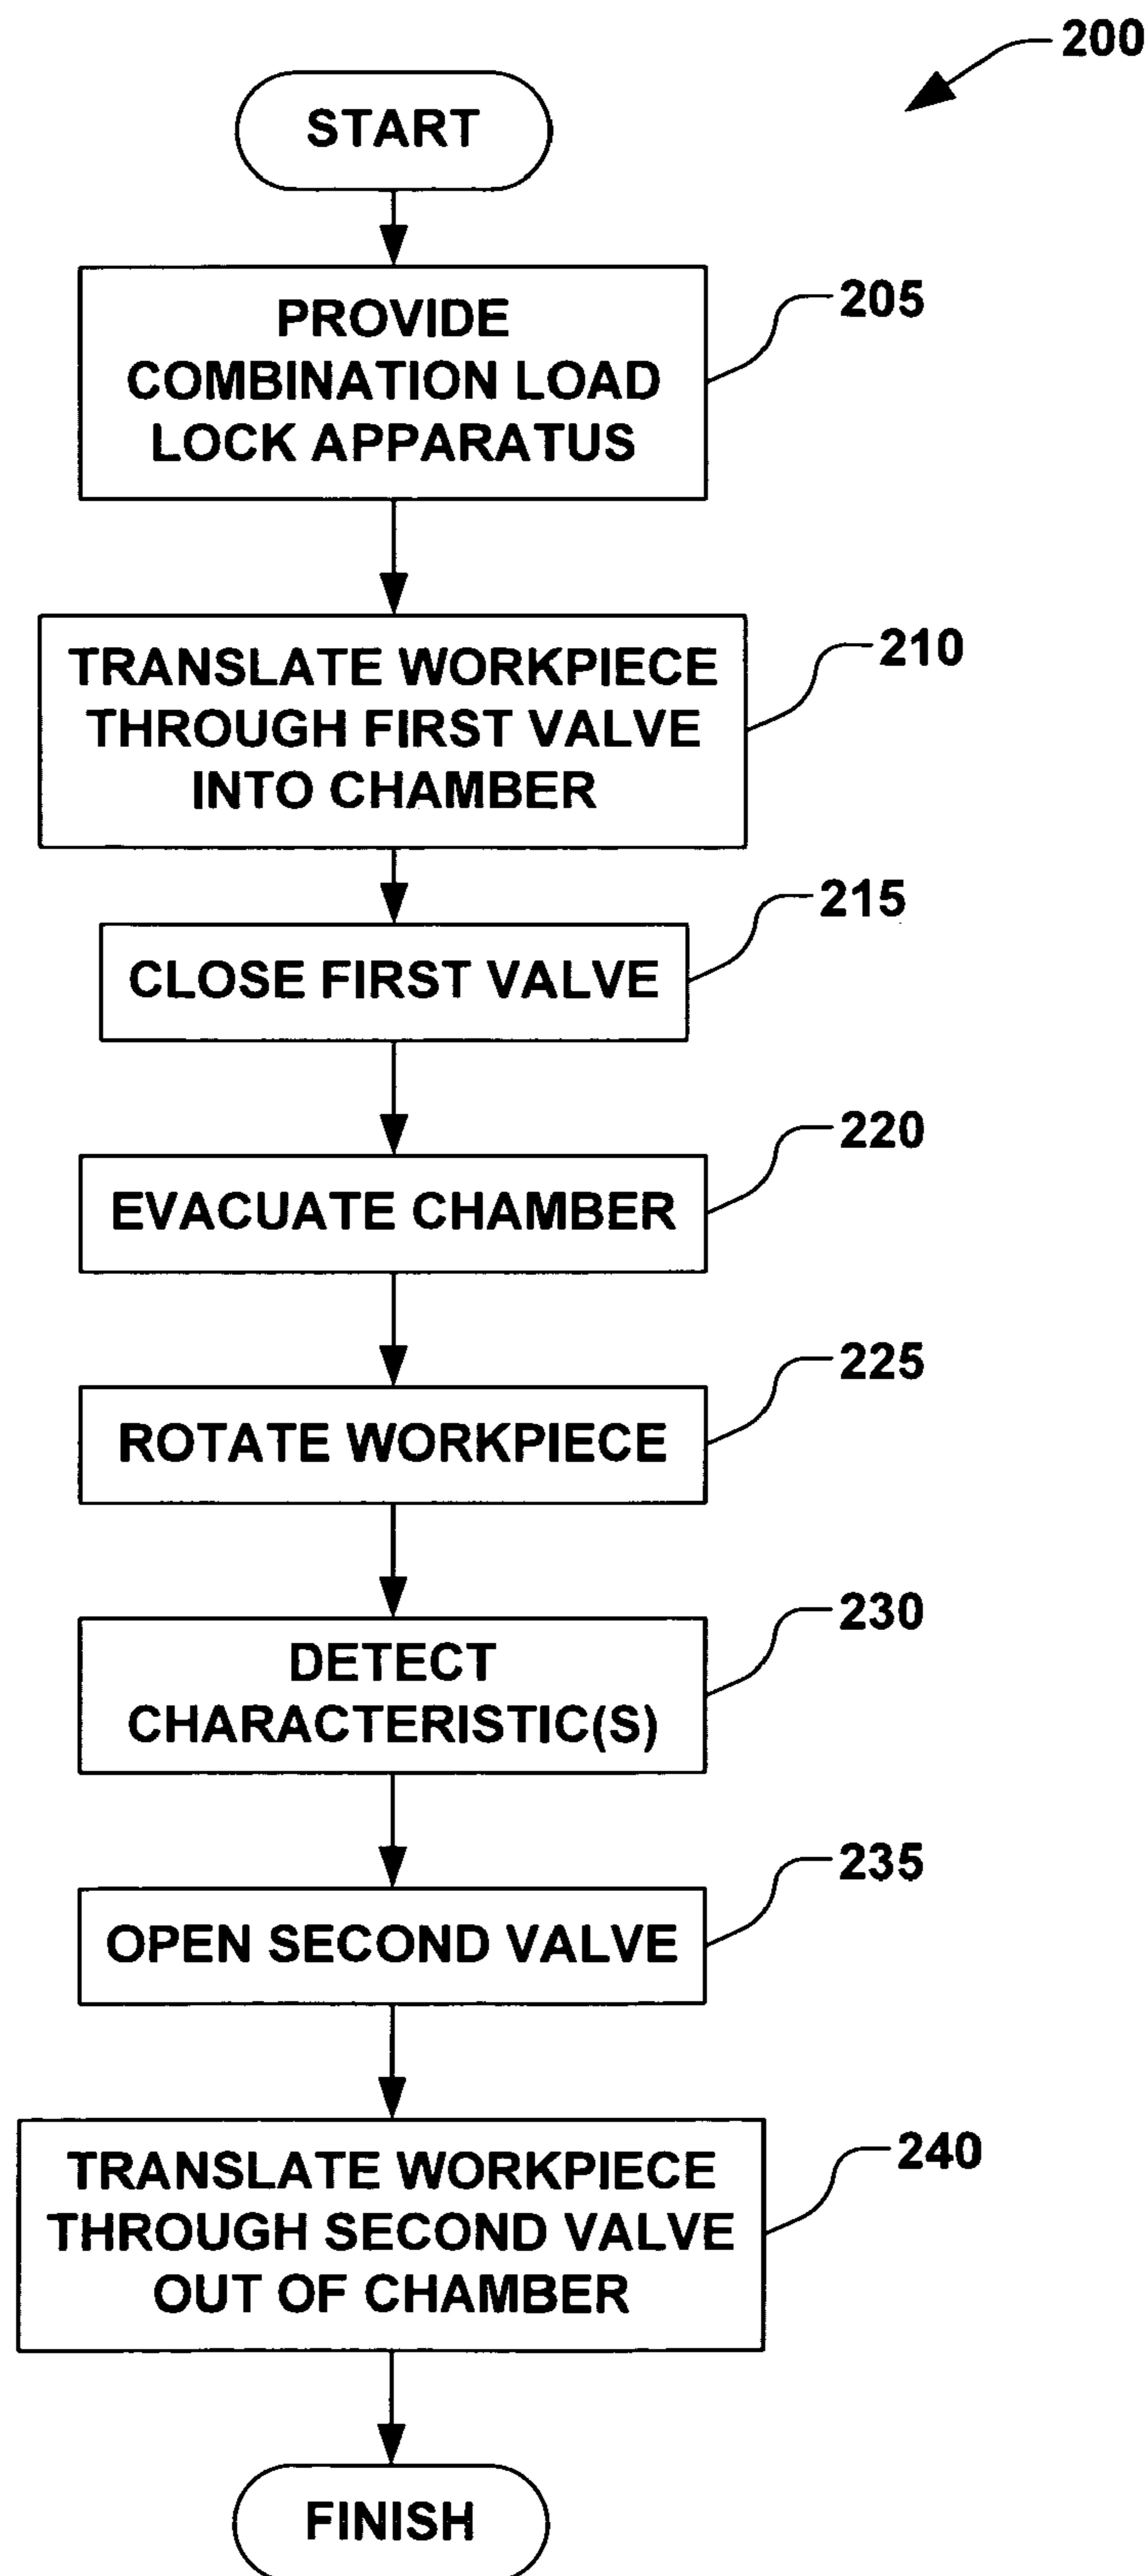 200
START
PROVIDE
COMBINATION LOAD
LOCK APPARATUS
205
TRANSLATE WORKPIECE
THROUGH FIRST VALVE
INTO CHAMBER
210
CLOSE FIRST VALVE
215
EVACUATE CHAMBER
220
ROTATE WORKPIECE
225
DETECT
CHARACTERISTIC(S)
230
OPEN SECOND VALVE
235
TRANSLATE WORKPIECE
THROUGH SECOND VALVE
OUT OF CHAMBER
240
FINISH